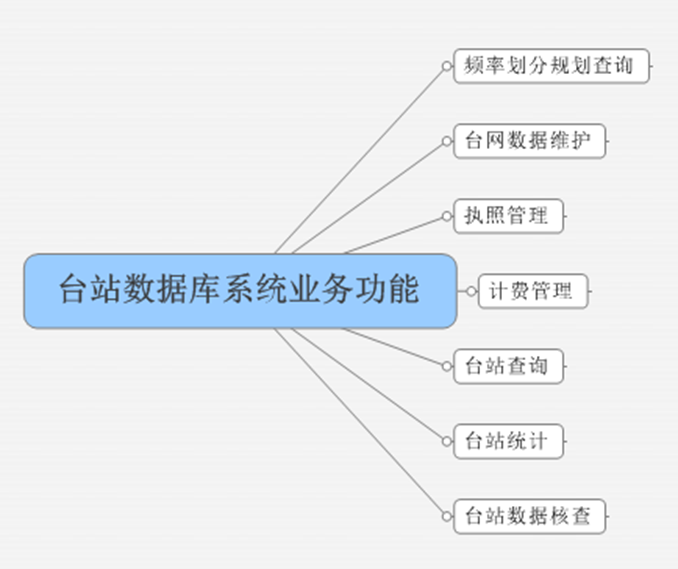 频率划分规划查询
台网数据维护
执照管理
台站数据库系统业务功能
计费管理
台站查询
台站统计
台站数据核查